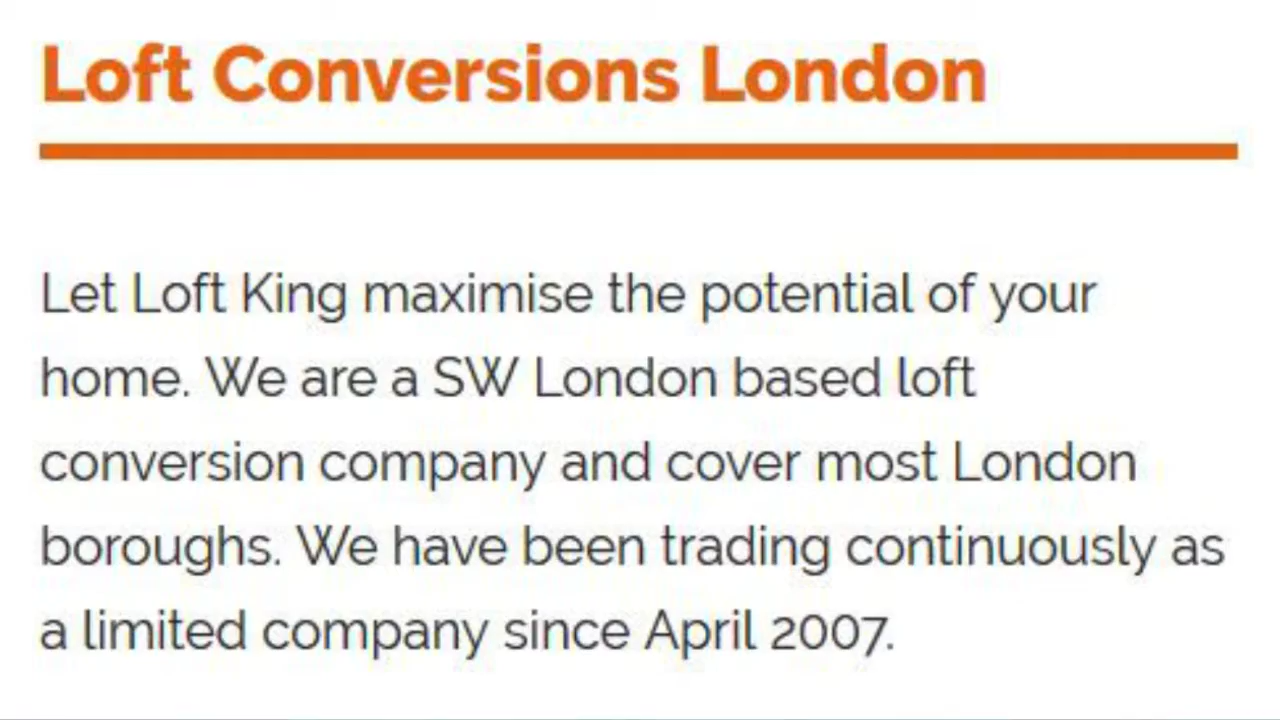 Loft Conversions London
Let Loft King maximise the potential of your
home. We are a SW London based loft
conversion company and cover most London
boroughs. We have been trading continuously as
a limited company since April 2007.